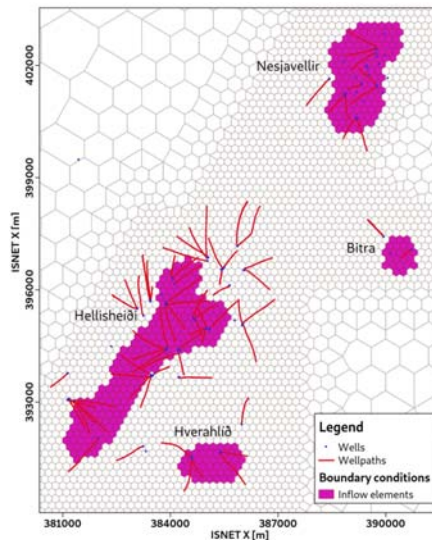 402000
Nesjavellir
399000
Bitra
ISNET X [m]
396000
Hellisheiði
393000
Hverahlíð
Legend
Wells
Wellpaths
Boundary conditions
Inflow elements
381000
384000
387000
390000
ISNET X [m]